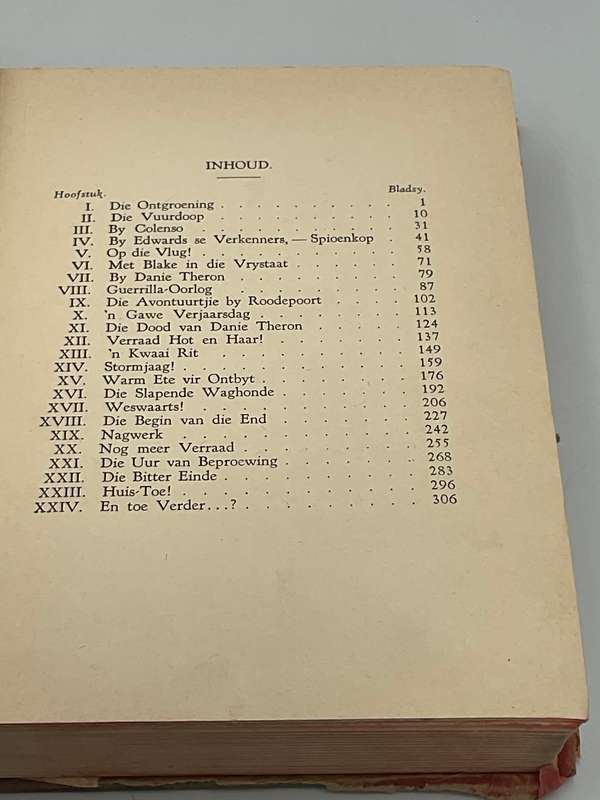 INHOUD.
Hoofstuk. Bladsy.
I. Die Ontgroening . . . . . . . . . . 1
II. Die Vuurdoop . . . . . . . . . . 10
III. By Colenso . . . . . . . . . . 31
IV. By Edwards se Verkenners, — Spioenkop . 41
V. Op die Vlug! . . . . . . . . . . 58
VI. Met Blake in die Vrystaat . . . . . . 71
VII. By Danie Theron . . . . . . . . 79
VIII. Guerrilla-Oorlog . . . . . . . . 87
IX. Die Avontuurtjie by Roodepoort . . . . 102
X. 'n Gawe Verjaarsdag . . . . . . . 113
XI. Die Dood van Danie Theron . . . . . 124
XII. Verraad Hot en Haar! . . . . . . . 137
XIII. 'n Kwaai Rit . . . . . . . . . . 149
XIV. Stormjaag! . . . . . . . . . . 159
XV. Warm Ete vir Ontbyt . . . . . . . 176
XVI. Die Slapende Waghonde . . . . . . 192
XVII. Weswaarts! . . . . . . . . . . 206
XVIII. Die Begin van die End . . . . . . 227
XIX. Nagwerk . . . . . . . . . . 242
XX. Nog meer Verraad . . . . . . . . 255
XXI. Die Uur van Beproewing . . . . . . 268
XXII. Die Bitter Einde . . . . . . . . 283
XXIII. Huis-Toe! . . . . . . . . . . 296
XXIV. En toe Verder...? . . . . . . . . 306